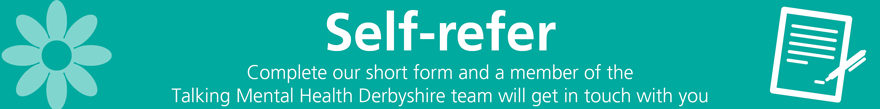 Self-refer
Complete our short form and a member of the
Talking Mental Health Derbyshire team will get in touch with you